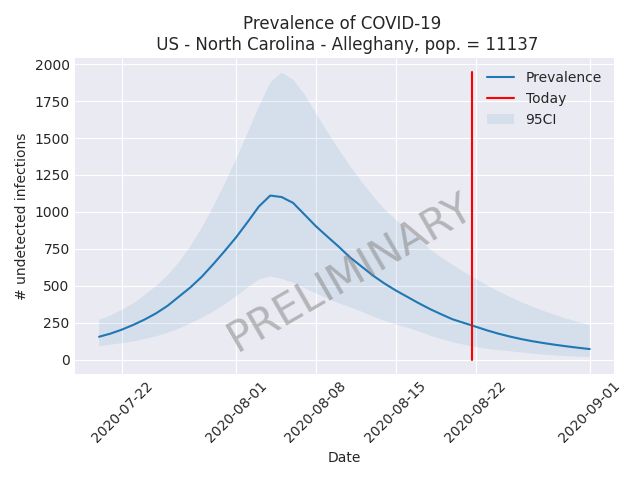 Prevalence of COVID-19
US - North Carolina - Alleghany, pop. = 11137
2000
1750
1500
1250
1000
750
500
250
0
# undetected infections
Prevalence
Today
95CI
PRELIMINARY
2020-07-22
2020-08-01
2020-08-08
2020-08-15
2020-08-22
2020-09-01
Date